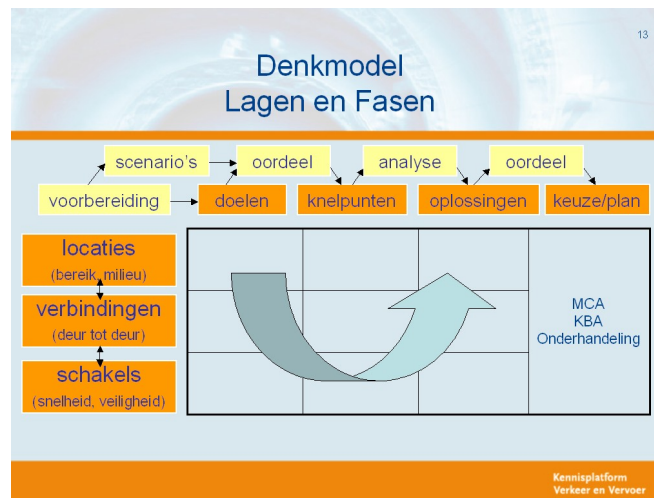 13
Denkmodel
Lagen en Fasen
scenario's
oordeel
analyse
oordeel
voorbereiding
doelen
knelpunten
oplossingen
keuze/plan
locaties
(bereik, milieu)
verbindingen
(deur tot deur)
schakels
(snelheid, veiligheid)
MCA
KBA
Onderhandeling
Kennisplatform
Verkeer en Vervoer